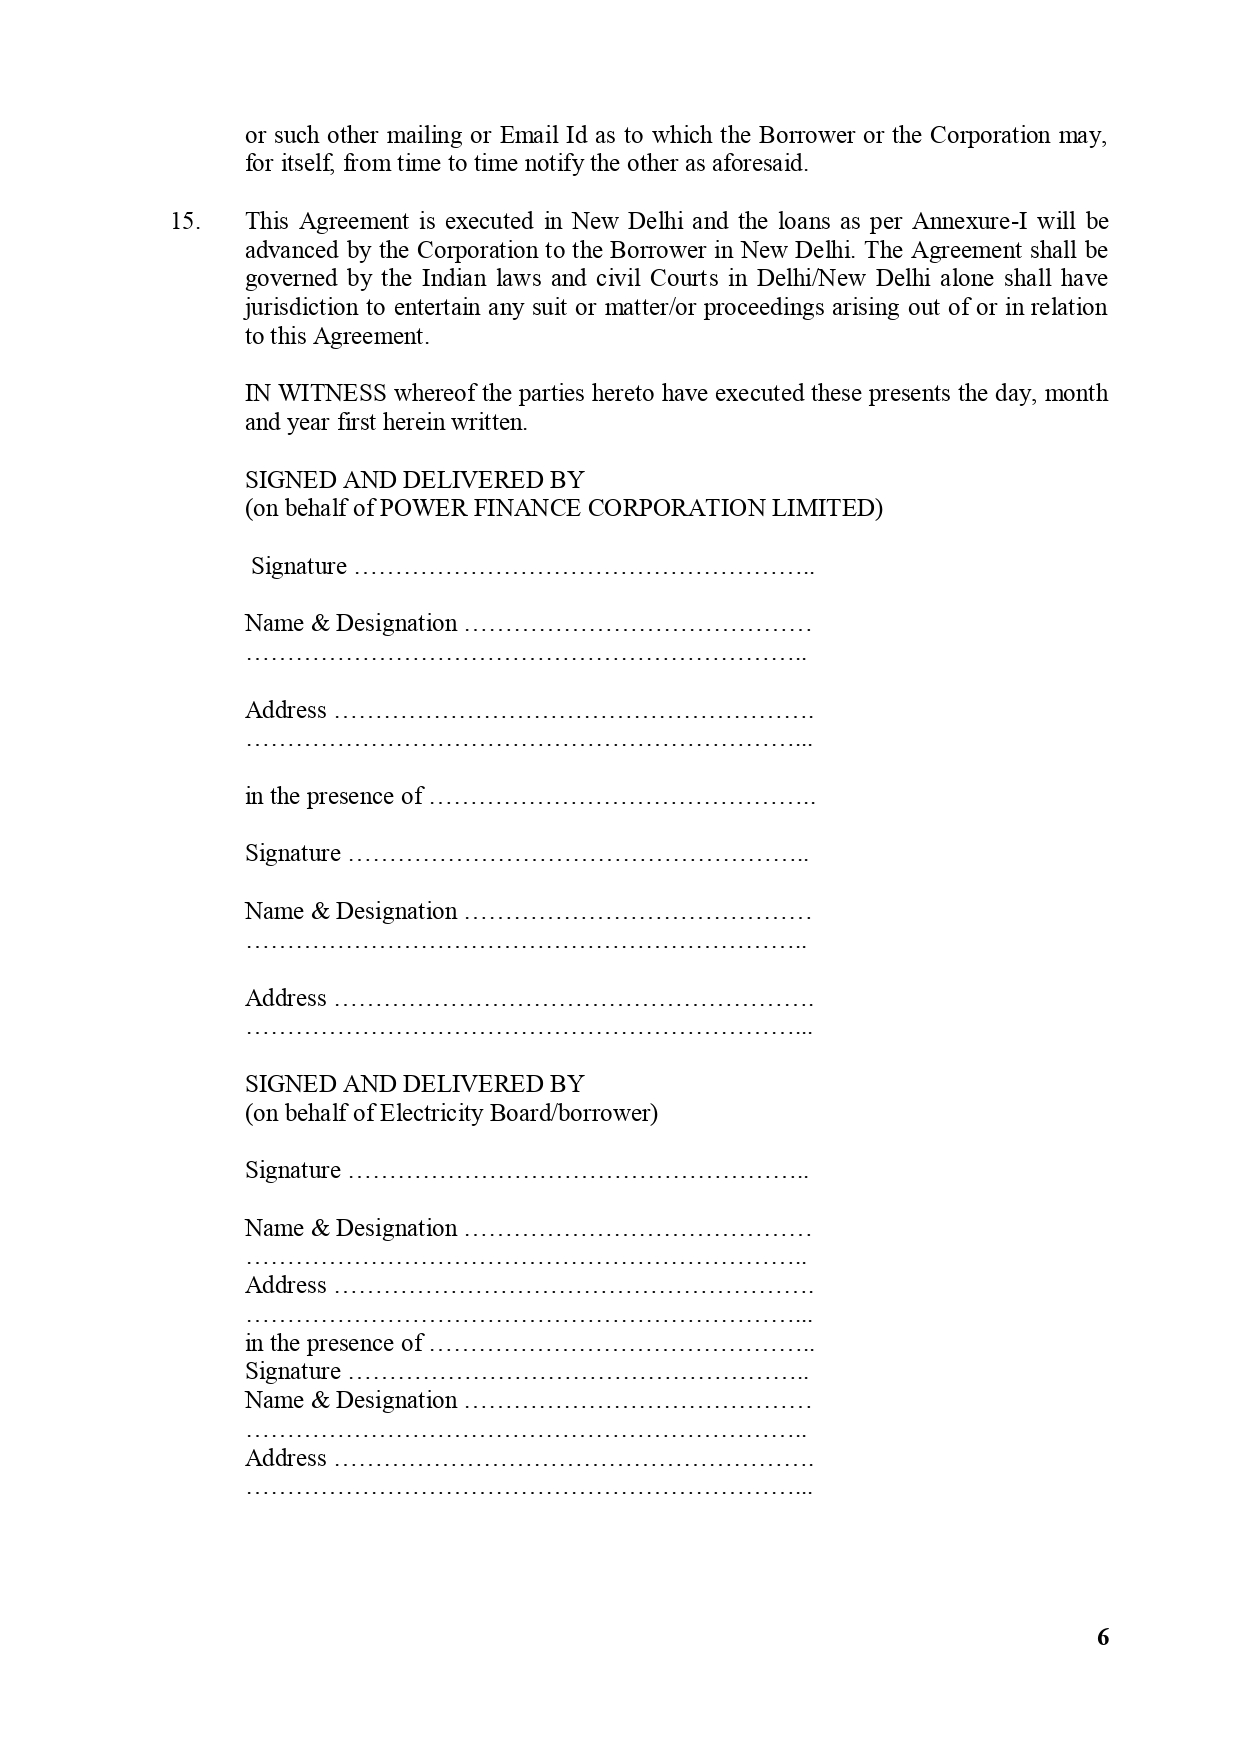 or such other mailing or Email Id as to which the Borrower or the Corporation may,
for itself, from time to time notify the other as aforesaid.
15. This Agreement is executed in New Delhi and the loans as per Annexure-I will be
advanced by the Corporation to the Borrower in New Delhi. The Agreement shall be
governed by the Indian laws and civil Courts in Delhi/New Delhi alone shall have
jurisdiction to entertain any suit or matter/or proceedings arising out of or in relation
to this Agreement.
IN WITNESS whereof the parties hereto have executed these presents the day, month
and year first herein written.
SIGNED AND DELIVERED BY
(on behalf of POWER FINANCE CORPORATION LIMITED)
Signature ………………………………………………..
Name & Designation ……………………………………
…………………………………………………………..
Address ………………………………………………….
…………………………………………………………...
in the presence of ………………………………………..
Signature ………………………………………………..
Name & Designation ……………………………………
…………………………………………………………..
Address ………………………………………………….
…………………………………………………………...
SIGNED AND DELIVERED BY
(on behalf of Electricity Board/borrower)
Signature ………………………………………………..
Name & Designation ……………………………………
…………………………………………………………..
Address ………………………………………………….
…………………………………………………………...
in the presence of ………………………………………..
Signature ………………………………………………..
Name & Designation ……………………………………
…………………………………………………………..
Address ………………………………………………….
…………………………………………………………...
6